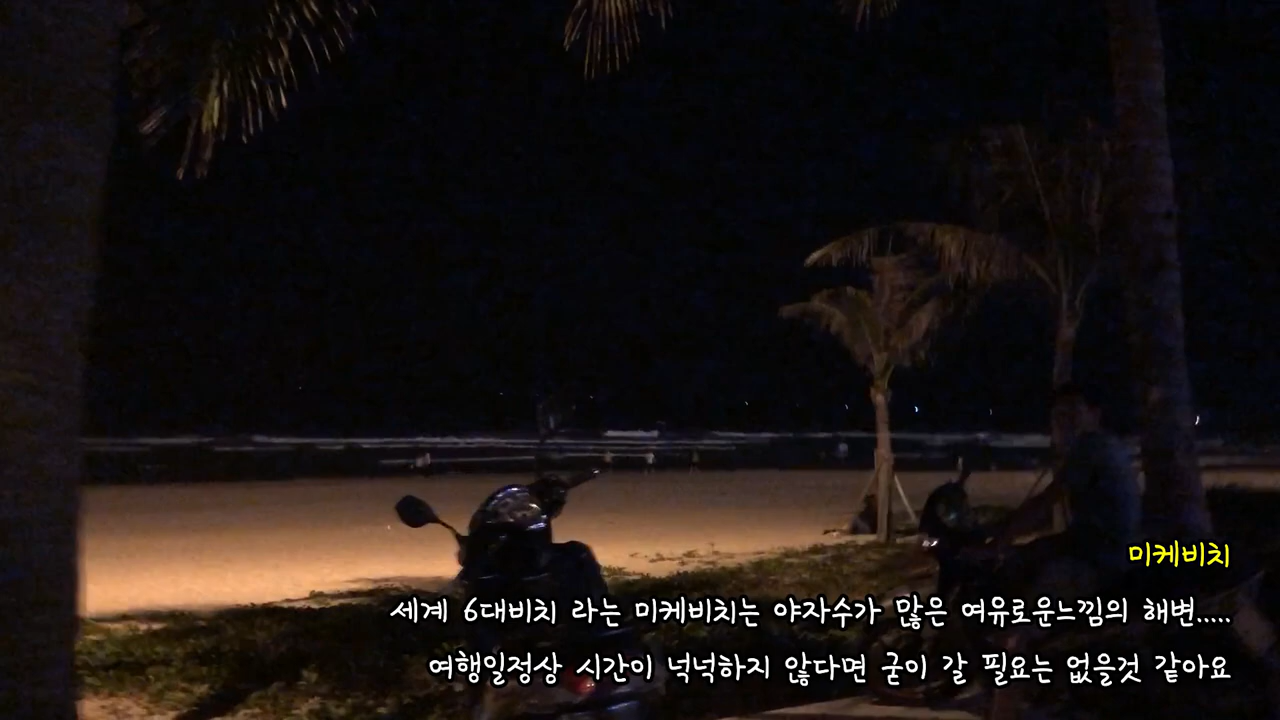 미케비치
세계 6대비치 라는 미케비치는 야자수가 많은 여유로운느낌의 해변.....
여행일정상 시간이 넉넉하지 않다면 굳이 갈 필요는 없을것 같아요